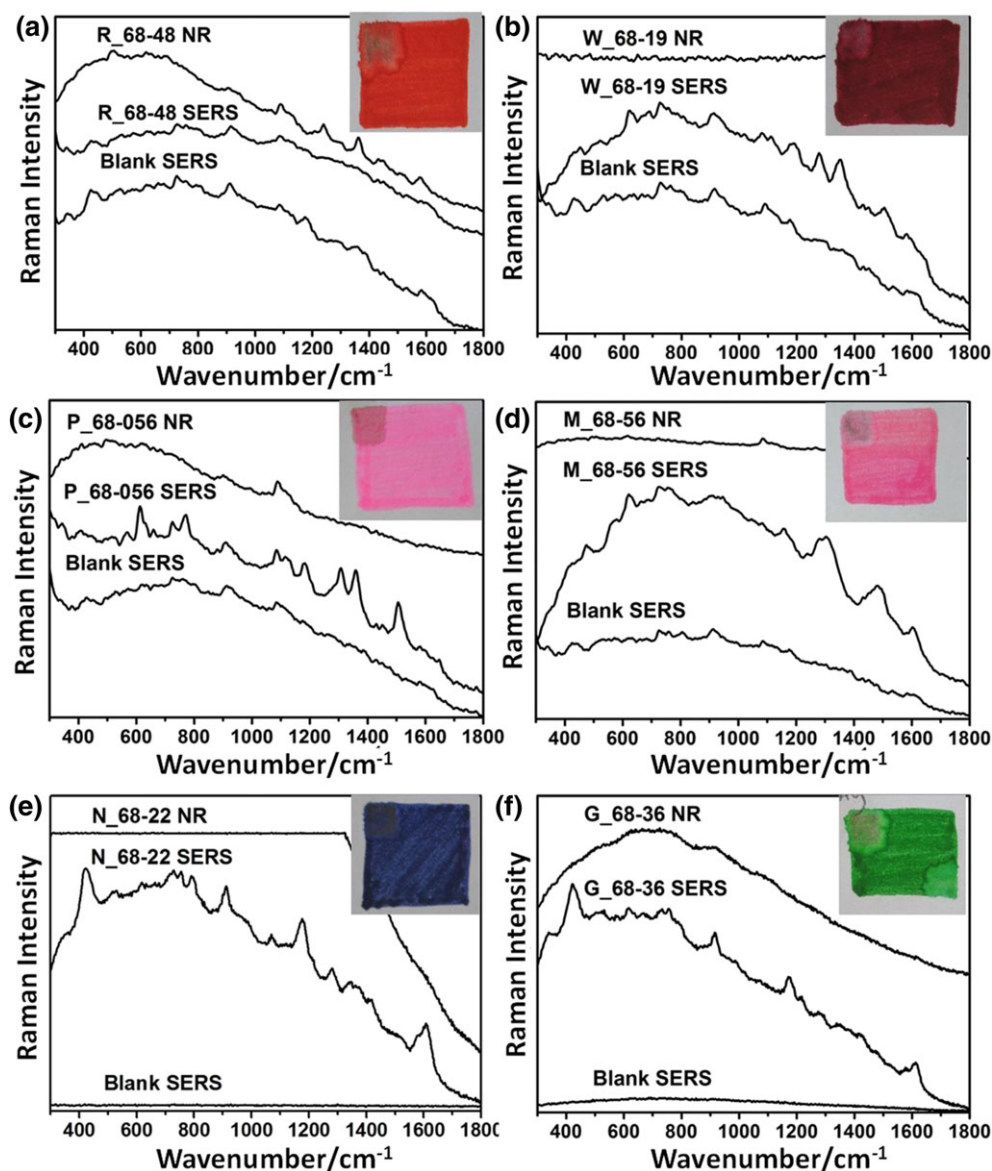 (a)
R_68-48 NR
R_68-48 SERS
Blank SERS
Raman Intensity
400 600 800 1000 1200 1400 1600 1800
Wavenumber/cm-1
(b)
W_68-19 NR
W_68-19 SERS
Blank SERS
Raman Intensity
400 600 800 1000 1200 1400 1600 1800
Wavenumber/cm-1
(c)
P_68-056 NR
P_68-056 SERS
Blank SERS
Raman Intensity
400 600 800 1000 1200 1400 1600 1800
Wavenumber/cm-1
(d)
M_68-56 NR
M_68-56 SERS
Blank SERS
Raman Intensity
400 600 800 1000 1200 1400 1600 1800
Wavenumber/cm-1
(e)
N_68-22 NR
N_68-22 SERS
Blank SERS
Raman Intensity
400 600 800 1000 1200 1400 1600 1800
Wavenumber/cm-1
(f)
G_68-36 NR
G_68-36 SERS
Blank SERS
Raman Intensity
400 600 800 1000 1200 1400 1600 1800
Wavenumber/cm-1